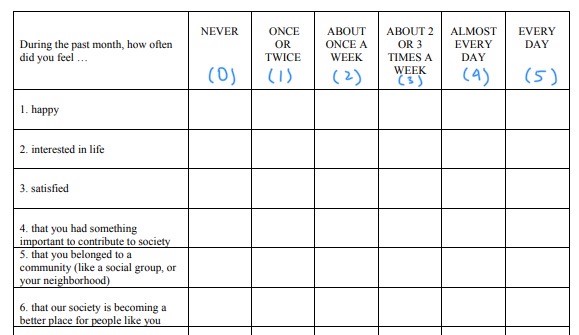 During the past month, how often did you feel …
NEVER
ONCE OR TWICE
ABOUT ONCE A WEEK
ABOUT 2 OR 3 TIMES A WEEK
ALMOST EVERY DAY
EVERY DAY
(0) (1) (2) (3) (4) (5)
1. happy
2. interested in life
3. satisfied
4. that you had something
important to contribute to society
5. that you belonged to a
community (like a social group, or
your neighborhood)
6. that our society is becoming a
better place for people like you